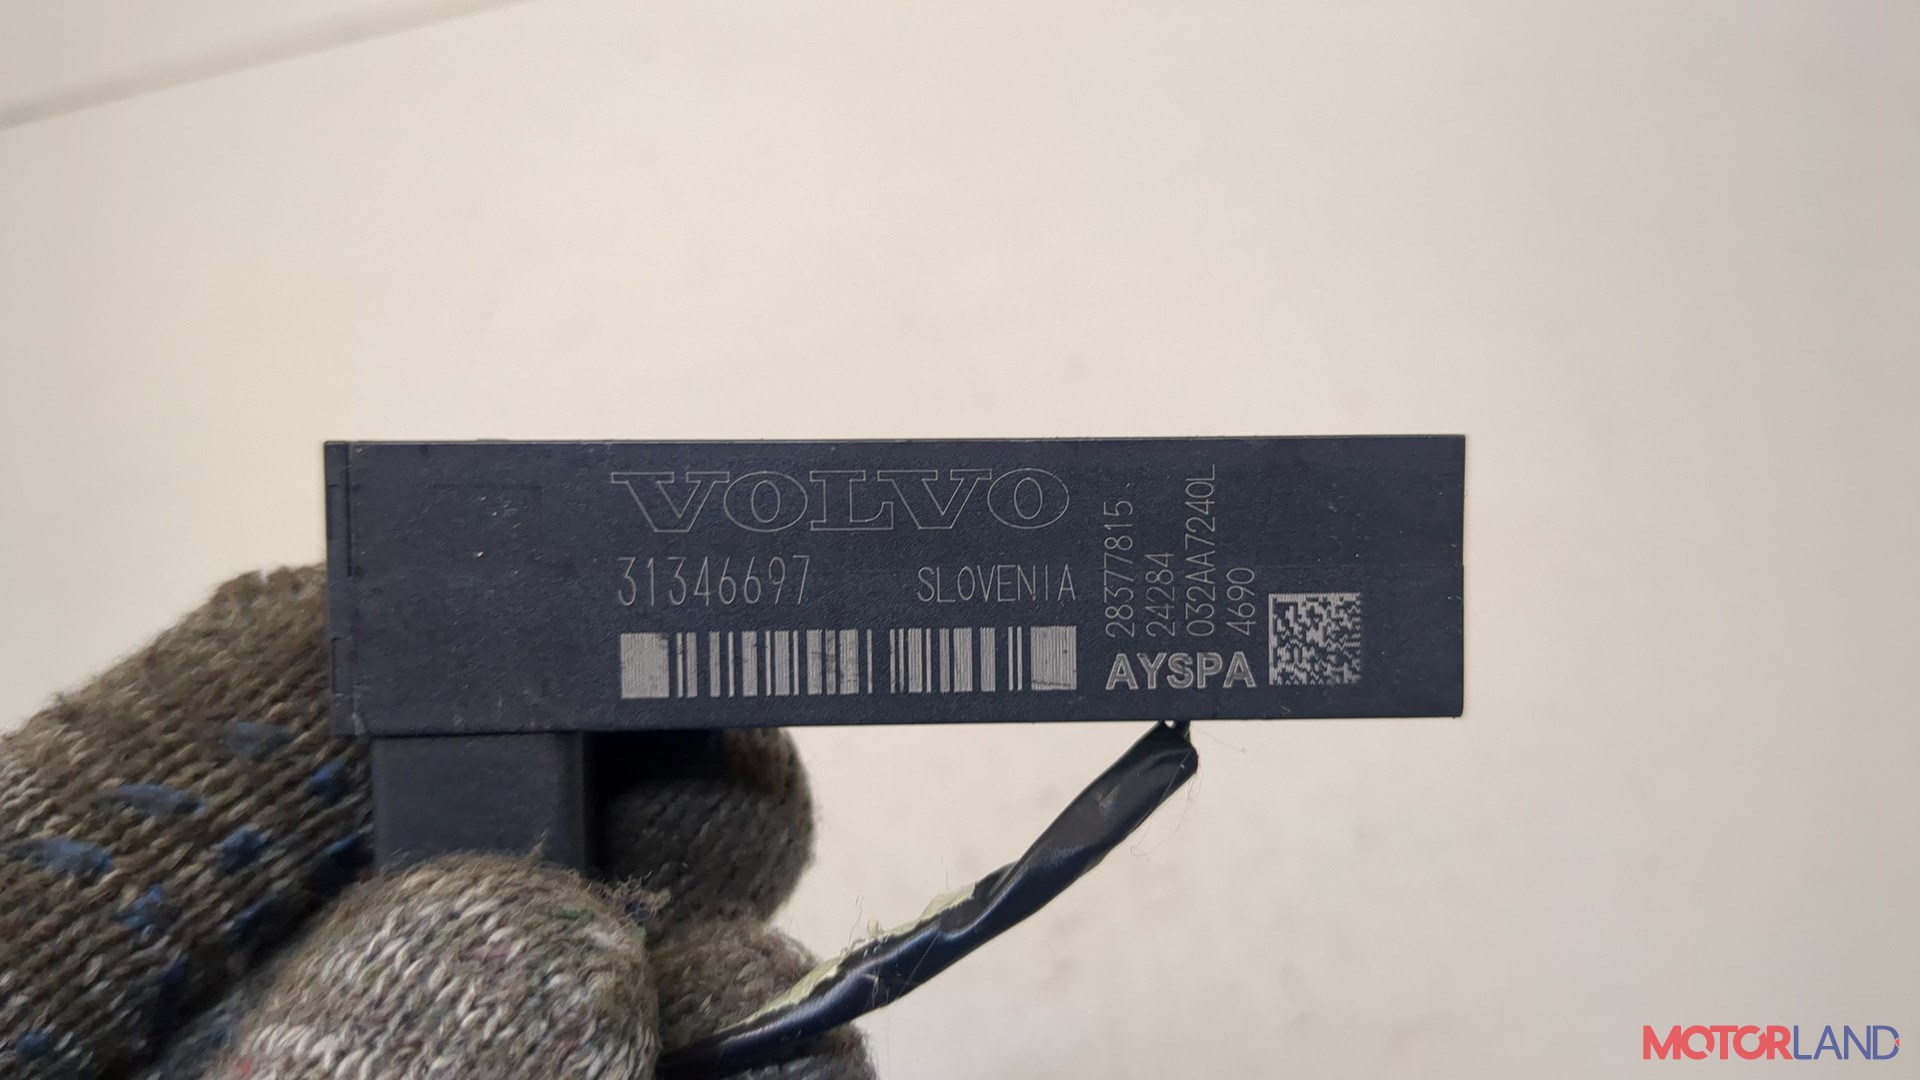 VOLVO
31346697 SLOVENIA
28377815
24284
032AA7240L
4690
AYSPA
MOTORLAND